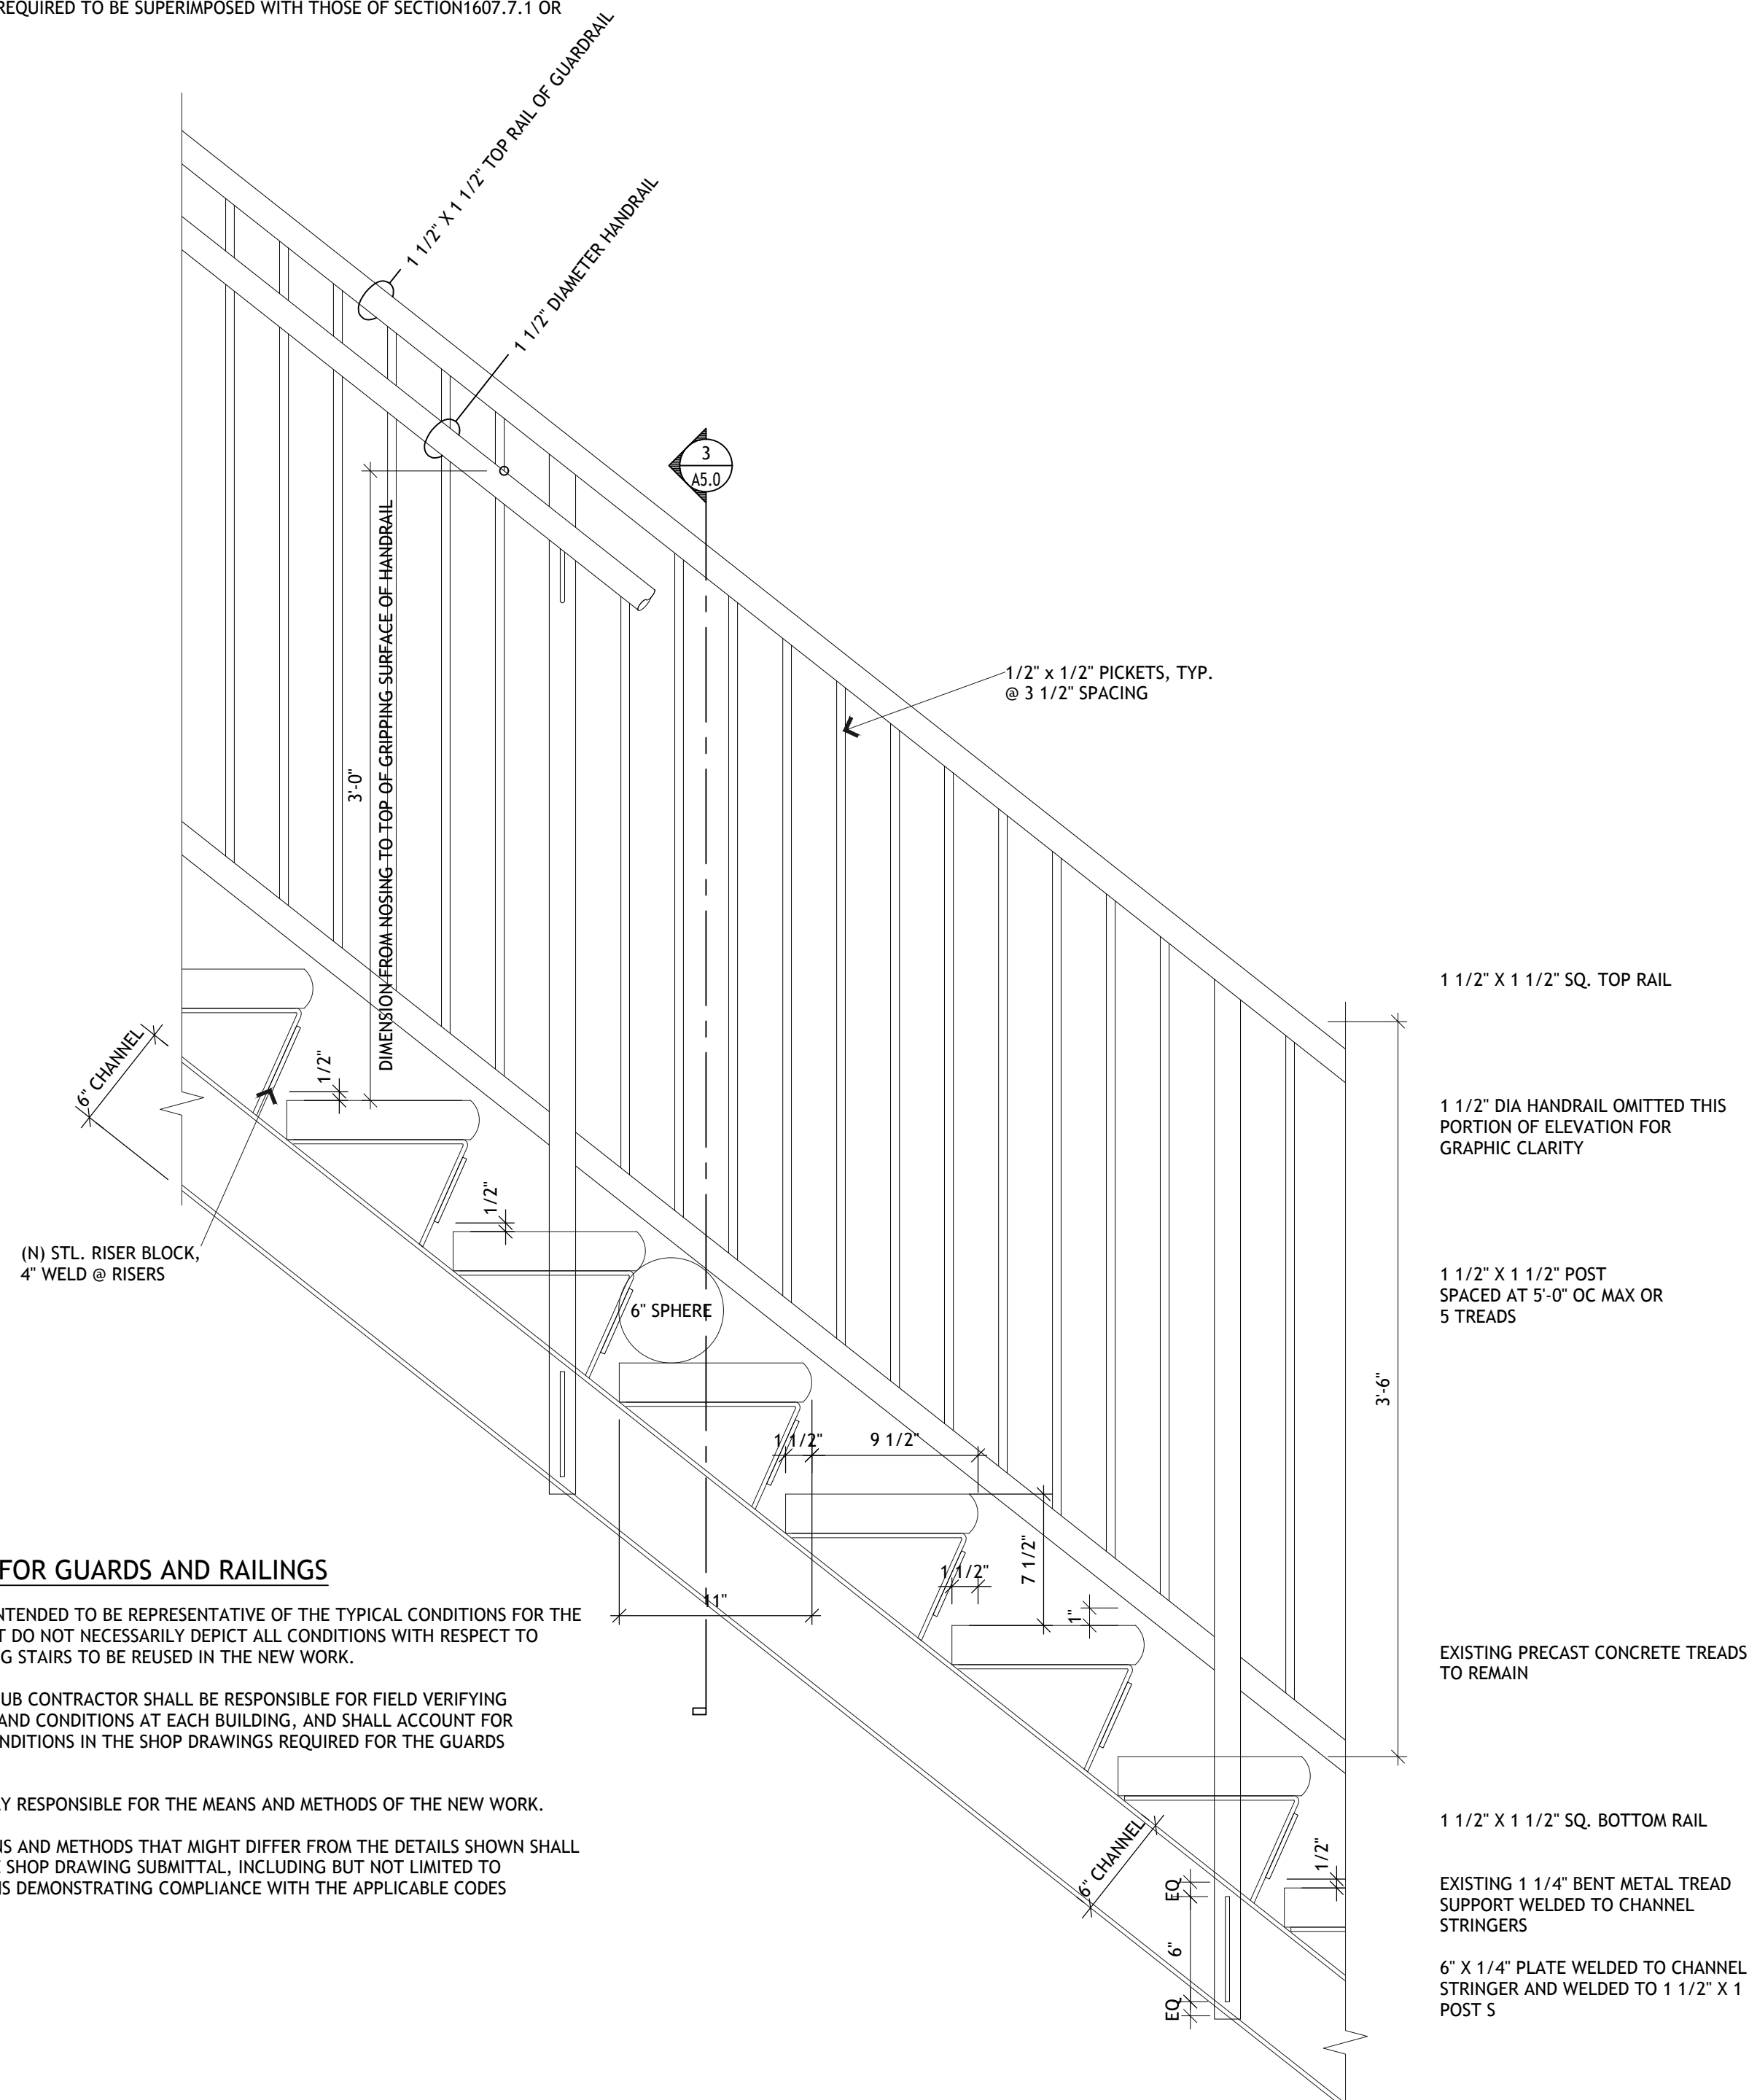 REQUIRED TO BE SUPERIMPOSED WITH THOSE OF SECTION1607.7.1 OR
1 1/2" X 1 1/2" TOP RAIL OF GUARDRAIL
1 1/2" DIAMETER HANDRAIL
3
A5.0
3'-0"
DIMENSION FROM NOSING TO TOP OF GRIPPING SURFACE OF HANDRAIL
1/2" x 1/2" PICKETS, TYP.
@ 3 1/2" SPACING
1 1/2" X 1 1/2" SQ. TOP RAIL
6" CHANNEL
1/2"
1 1/2" DIA HANDRAIL OMITTED THIS
PORTION OF ELEVATION FOR
GRAPHIC CLARITY
1/2"
(N) STL. RISER BLOCK,
4" WELD @ RISERS
6" SPHERE
1 1/2" X 1 1/2" POST
SPACED AT 5'-0" OC MAX OR
5 TREADS
3'-6"
1 1/2"
9 1/2"
7 1/2"
1 1/2"
11"
1"
FOR GUARDS AND RAILINGS
NTENDED TO BE REPRESENTATIVE OF THE TYPICAL CONDITIONS FOR THE
T DO NOT NECESSARILY DEPICT ALL CONDITIONS WITH RESPECT TO
G STAIRS TO BE REUSED IN THE NEW WORK.
UB CONTRACTOR SHALL BE RESPONSIBLE FOR FIELD VERIFYING
AND CONDITIONS AT EACH BUILDING, AND SHALL ACCOUNT FOR
NDITIONS IN THE SHOP DRAWINGS REQUIRED FOR THE GUARDS
Y RESPONSIBLE FOR THE MEANS AND METHODS OF THE NEW WORK.
NS AND METHODS THAT MIGHT DIFFER FROM THE DETAILS SHOWN SHALL
E SHOP DRAWING SUBMITTAL, INCLUDING BUT NOT LIMITED TO
NS DEMONSTRATING COMPLIANCE WITH THE APPLICABLE CODES
EXISTING PRECAST CONCRETE TREADS
TO REMAIN
1 1/2" X 1 1/2" SQ. BOTTOM RAIL
6" CHANNEL
1/2"
EQ
6"
EQ
EXISTING 1 1/4" BENT METAL TREAD
SUPPORT WELDED TO CHANNEL
STRINGERS
6" X 1/4" PLATE WELDED TO CHANNEL
STRINGER AND WELDED TO 1 1/2" X 1
POST S